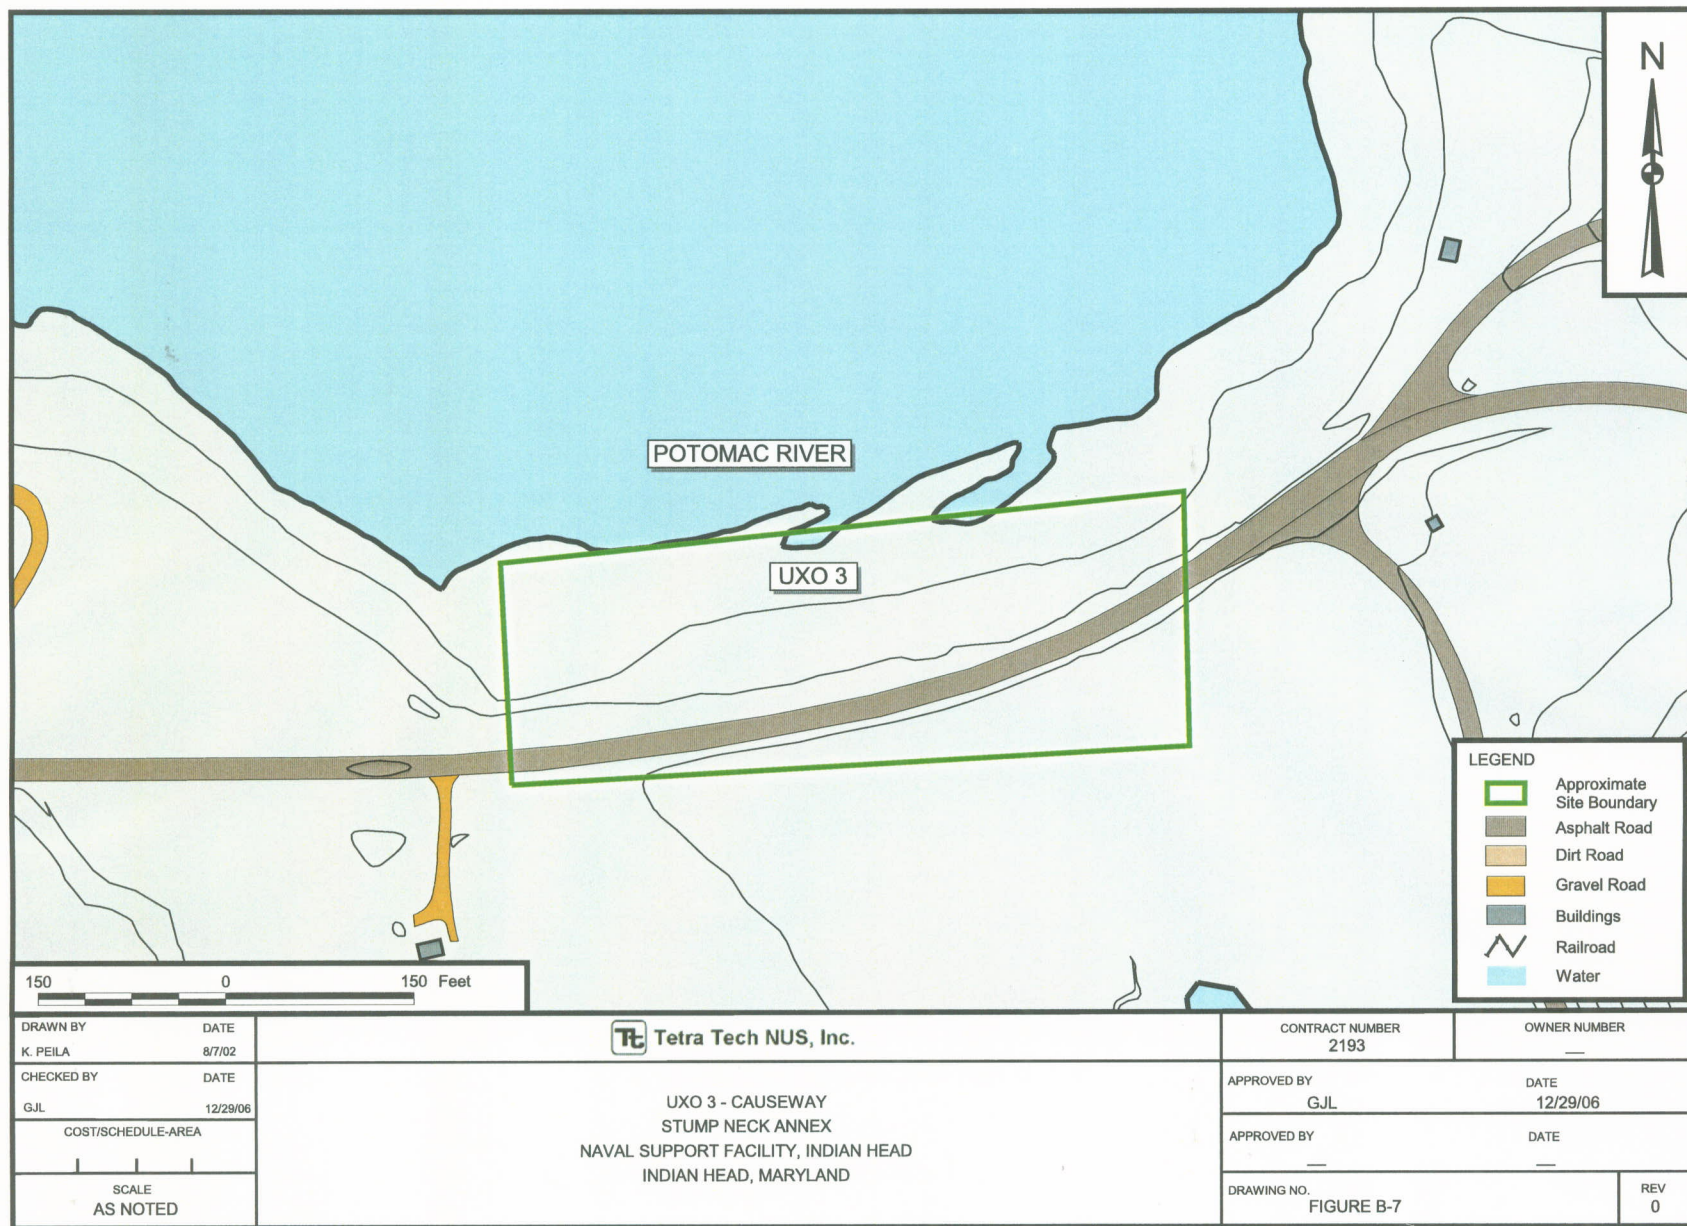 N
POTOMAC RIVER
UXO 3
LEGEND
Approximate
Site Boundary
Asphalt Road
Dirt Road
Gravel Road
Buildings
Railroad
Water
150 0 150 Feet
DRAWN BY DATE
K. PEILA 8/7/02
CHECKED BY DATE
GJL 12/29/06
COST/SCHEDULE-AREA
SCALE
AS NOTED
Tt Tetra Tech NUS, Inc.
UXO 3 - CAUSEWAY
STUMP NECK ANNEX
NAVAL SUPPORT FACILITY, INDIAN HEAD
INDIAN HEAD, MARYLAND
CONTRACT NUMBER
2193
OWNER NUMBER
—
APPROVED BY DATE
GJL 12/29/06
APPROVED BY DATE
— —
DRAWING NO.
FIGURE B-7
REV
0